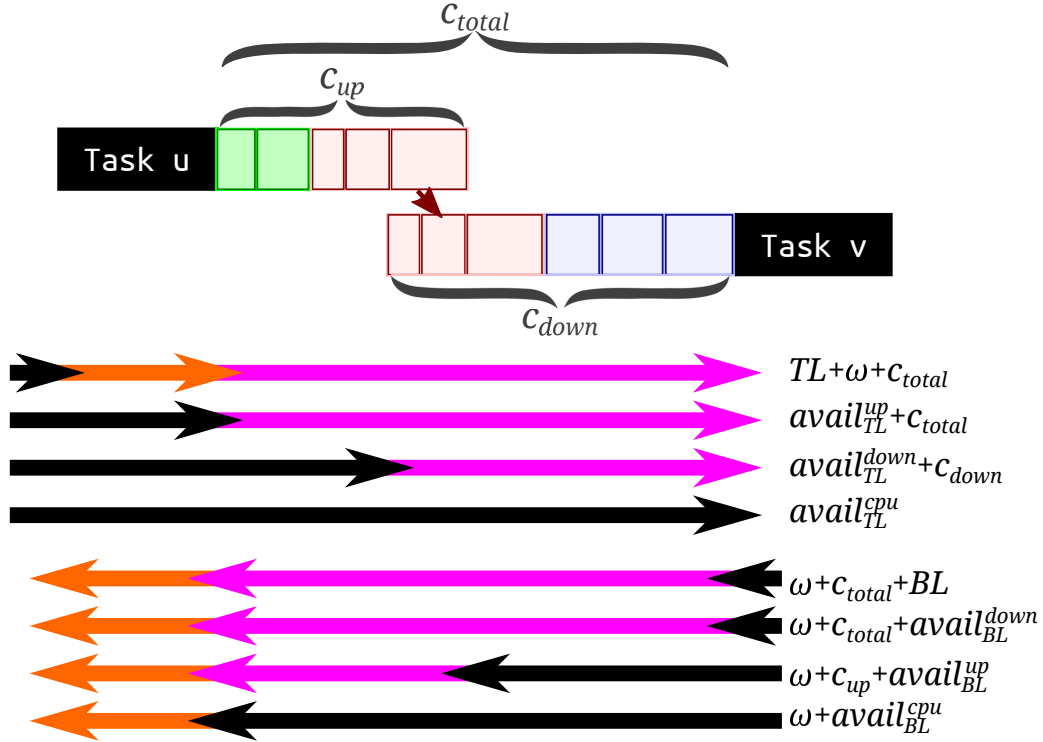 c_total
c_up
Task u
Task v
c_down
TL+ω+c_total
avail_TL^up+c_total
avail_TL^down+c_down
avail_TL^cpu
ω+c_total+BL
ω+c_total+avail_BL^down
ω+c_up+avail_BL^up
ω+avail_BL^cpu